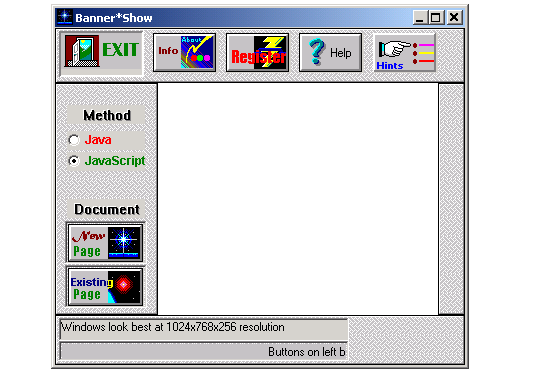 Banner*Show
EXIT
Info
About
Register
Help
Hints
Method
Java
JavaScript
Document
New
Page
Existing
Page
Windows look best at 1024x768x256 resolution
Buttons on left b